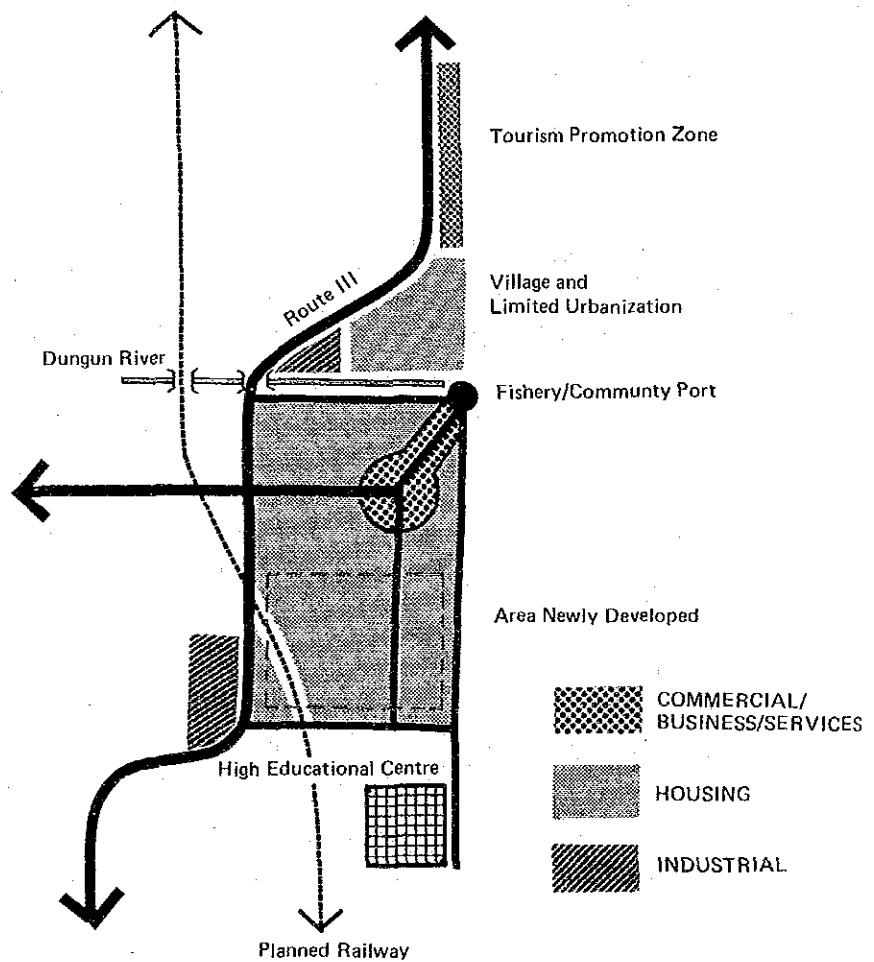 Tourism Promotion Zone
Route III
Village and
Limited Urbanization
Dungun River
Fishery/Communty Port
Area Newly Developed
COMMERCIAL/
BUSINESS/SERVICES
High Educational Centre
HOUSING
INDUSTRIAL
Planned Railway